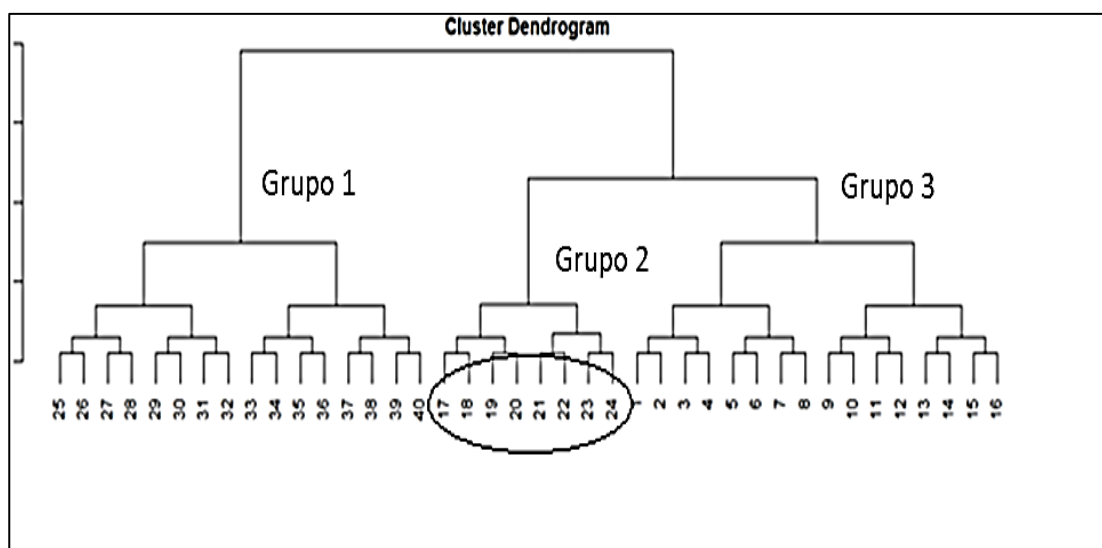 Cluster Dendrogram
Grupo 1
Grupo 3
Grupo 2
25 26 27 28 29 30 31 32 33 34 35 36 37 38 39 40 17 18 19 20 21 22 23 24 1 2 3 4 5 6 7 8 9 10 11 12 13 14 15 16